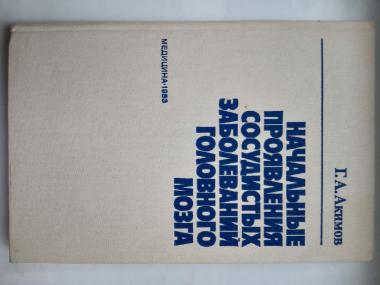 Г.А.Акимов
НАЧАЛЬНЫЕ
ПРОЯВЛЕНИЯ
СОСУДИСТЫХ
ЗАБОЛЕВАНИЙ
ГОЛОВНОГО
МОЗГА
МЕДИЦИНА·1983